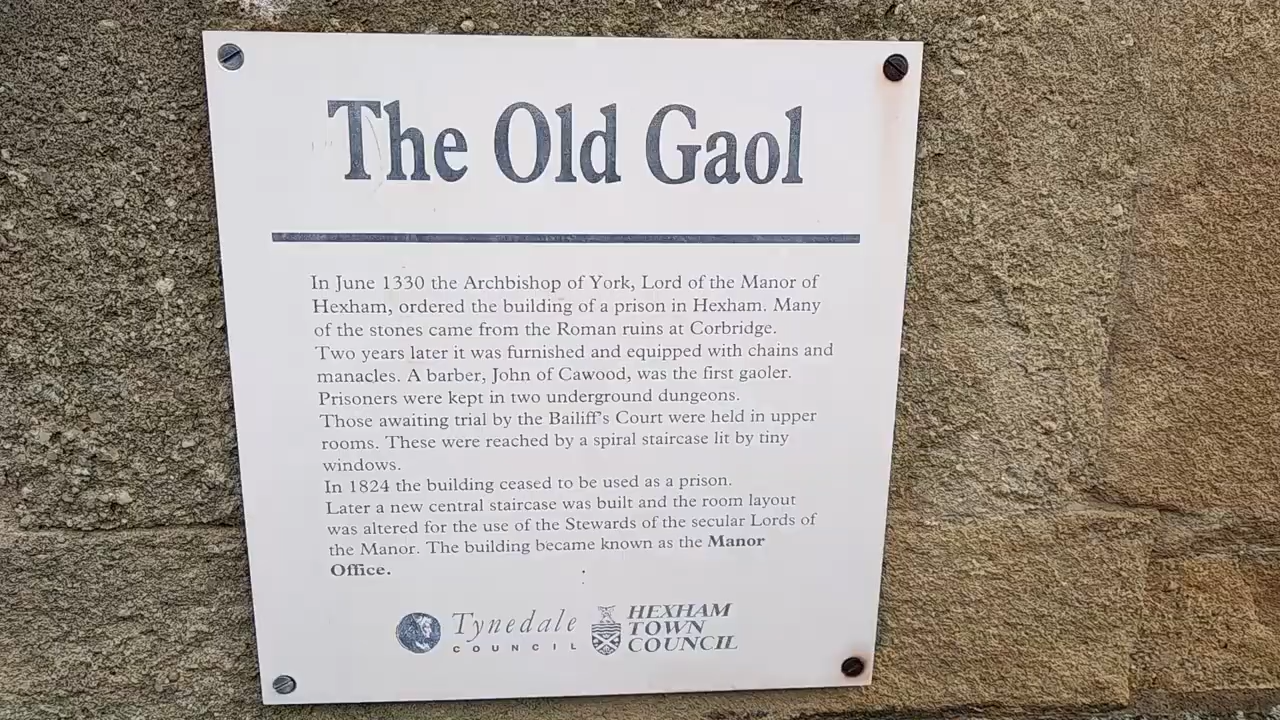 The Old Gaol
In June 1330 the Archbishop of York, Lord of the Manor of
Hexham, ordered the building of a prison in Hexham. Many
of the stones came from the Roman ruins at Corbridge.
Two years later it was furnished and equipped with chains and
manacles. A barber, John of Cawood, was the first gaoler.
Prisoners were kept in two underground dungeons.
Those awaiting trial by the Bailiff's Court were held in upper
rooms. These were reached by a spiral staircase lit by tiny
windows.
In 1824 the building ceased to be used as a prison.
Later a new central staircase was built and the room layout
was altered for the use of the Stewards of the secular Lords of
the Manor. The building became known as the Manor
Office.
Tynedale
COUNCIL
HEXHAM
TOWN
COUNCIL